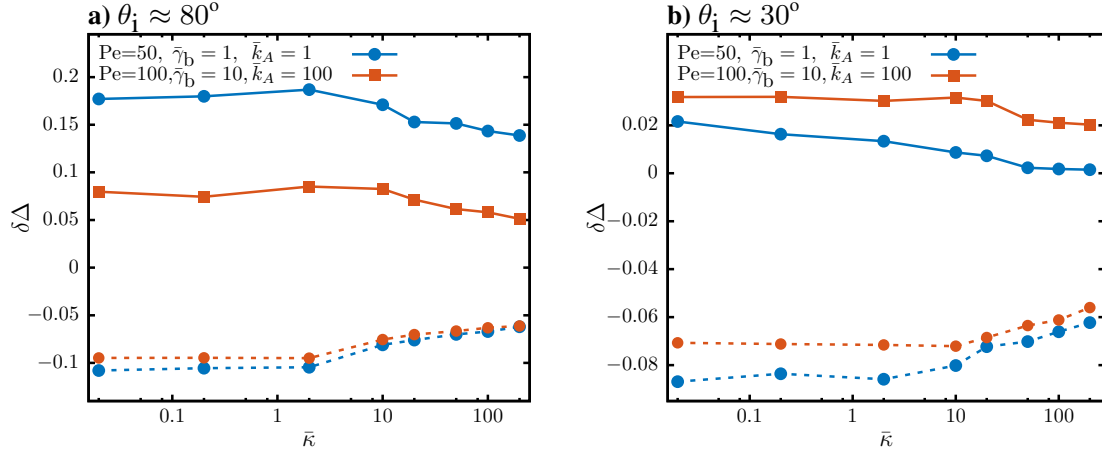 a) θi ≈ 80º
Pe=50, γ̄b = 1, k̄A = 1
Pe=100,γ̄b = 10, k̄A = 100
0.2
0.15
0.1
0.05
0
−0.05
−0.1
δΔ
0.1
1
10
100
κ̄
b) θi ≈ 30º
Pe=50, γ̄b = 1, k̄A = 1
Pe=100,γ̄b = 10, k̄A = 100
0.02
0
−0.02
−0.04
−0.06
−0.08
δΔ
0.1
1
10
100
κ̄